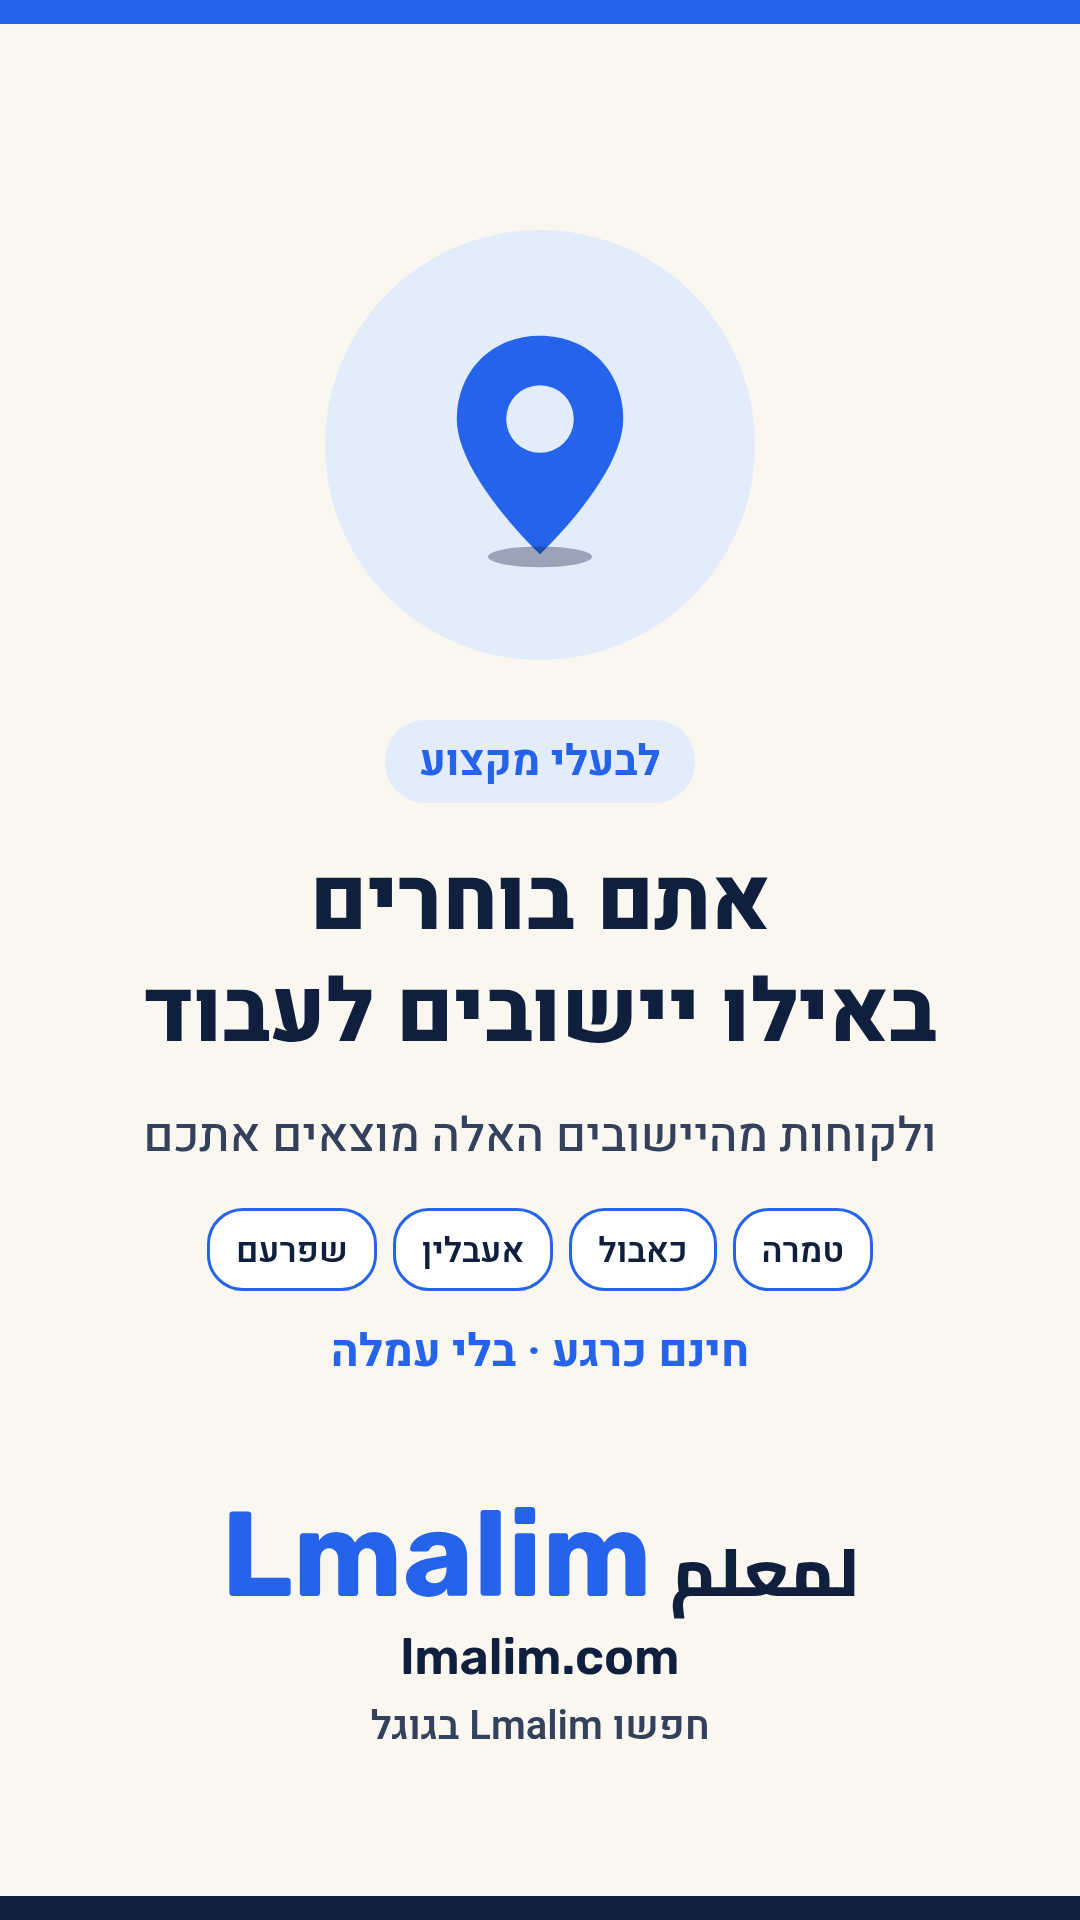 לבעלי מקצוע
אתם בוחרים
באילו יישובים לעבוד
ולקוחות מהיישובים האלה מוצאים אתכם
טמרה כאבול אעבלין שפרעם
חינם כרגע · בלי עמלה
Lmalim لمعلم
lmalim.com
חפשו Lmalim בגוגל